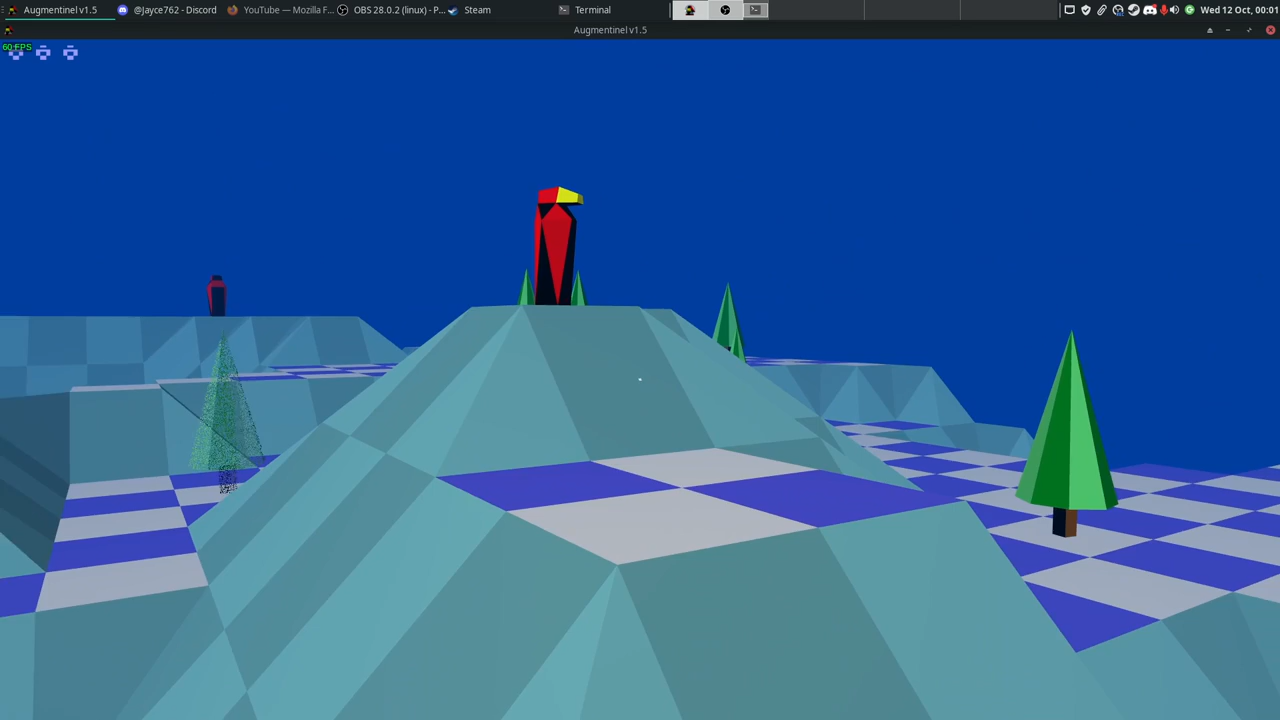 Augmentinel v1.5 @Jayce762 - Discord YouTube — Mozilla F... OBS 28.0.2 (linux) - P... Steam Terminal Wed 12 Oct, 00:01
Augmentinel v1.5
60 FPS